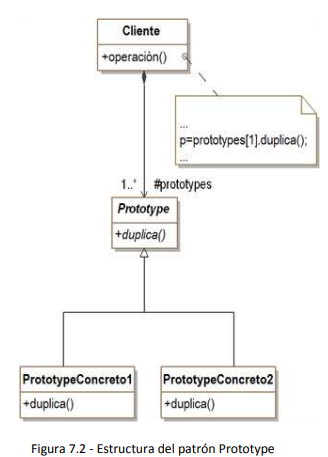 Cliente
+operación()
...
p=prototypes[1].duplica();
...
1..* #prototypes
Prototype
+duplica()
PrototypeConcreto1
+duplica()
PrototypeConcreto2
+duplica()
Figura 7.2 - Estructura del patrón Prototype